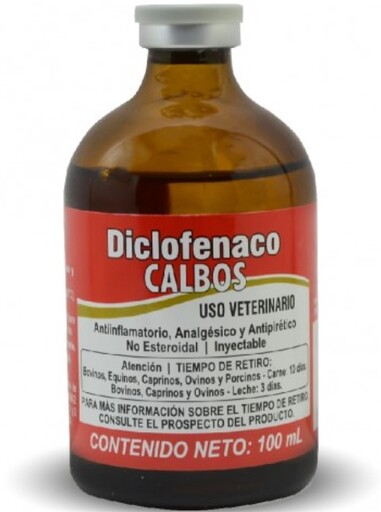 Diclofenaco
CALBOS
USO VETERINARIO
Antiinflamatorio, Analgésico y Antipirético
No Esteroidal | Inyectable
Atención | TIEMPO DE RETIRO:
Bovinos, Equinos, Caprinos, Ovinos y Porcinos - Carne: 13 días.
Bovinos, Caprinos y Ovinos - Leche: 3 días.
PARA MÁS INFORMACIÓN SOBRE EL TIEMPO DE RETIRO
CONSULTE EL PROSPECTO DEL PRODUCTO.
CONTENIDO NETO: 100 mL